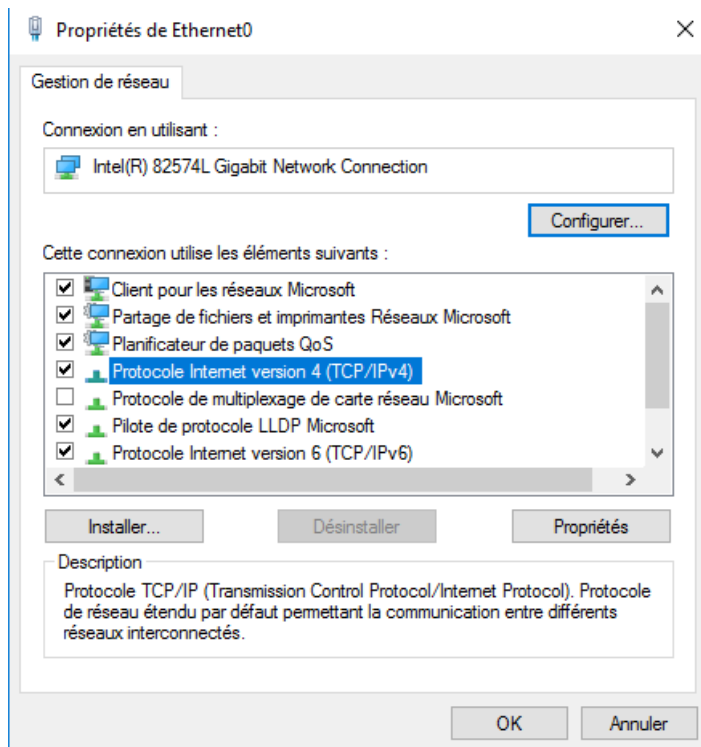 Propriétés de Ethernet0
Gestion de réseau
Connexion en utilisant :
Intel(R) 82574L Gigabit Network Connection
Configurer...
Cette connexion utilise les éléments suivants :
Client pour les réseaux Microsoft
Partage de fichiers et imprimantes Réseaux Microsoft
Planificateur de paquets QoS
Protocole Internet version 4 (TCP/IPv4)
Protocole de multiplexage de carte réseau Microsoft
Pilote de protocole LLDP Microsoft
Protocole Internet version 6 (TCP/IPv6)
Installer...
Désinstaller
Propriétés
Description
Protocole TCP/IP (Transmission Control Protocol/Internet Protocol). Protocole
de réseau étendu par défaut permettant la communication entre différents
réseaux interconnectés.
OK
Annuler